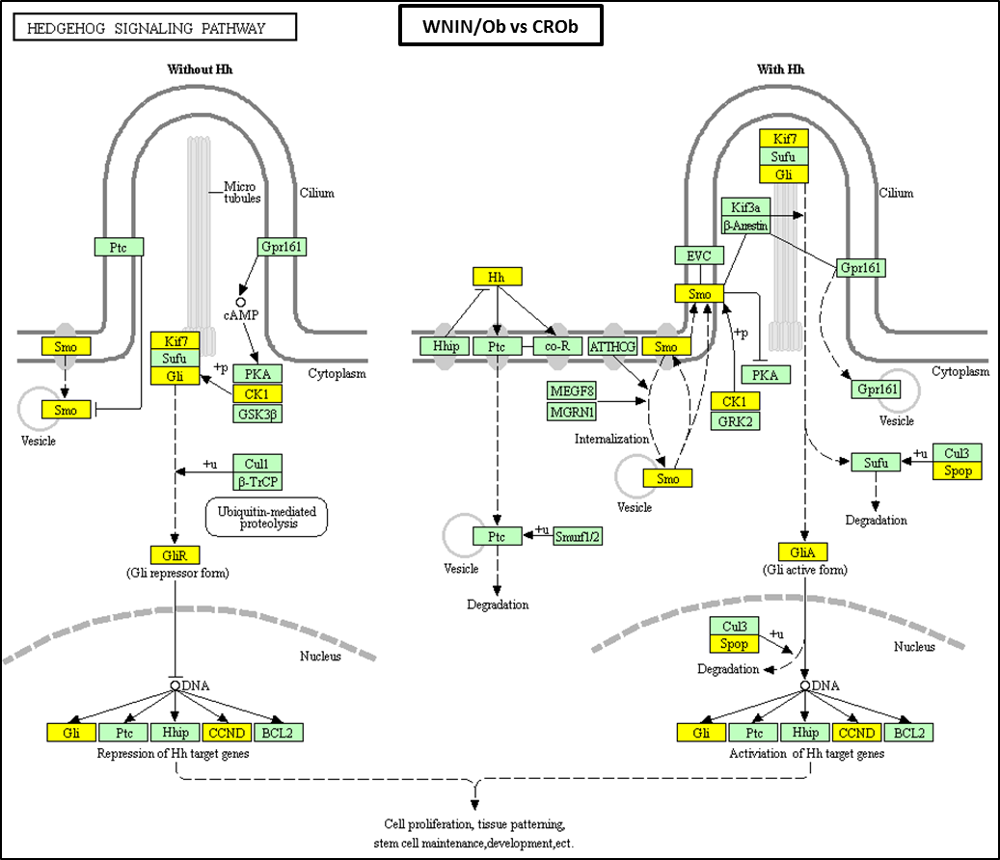 HEDGEHOG SIGNALING PATHWAY
WNIN/Ob vs CROb
Without Hh
Micro
tubules
Cilium
Ptc
Gpr161
cAMP
Smo
Kif7
Sufu
Gli
+p
PKA
CK1
GSK3β
Cytoplasm
Smo
Vesicle
+u
Cul1
β-TrCP
Ubiquitin-mediated
proteolysis
GliR
(Gli repressor form)
Nucleus
DNA
Gli
Ptc
Hhip
CCND
BCL2
Repression of Hh target genes
With Hh
Kif7
Sufu
Gli
Cilium
Kif3a
β-Arrestin
EVC
Gpr161
Hh
Smo
+p
Hhip
Ptc
co-R
ATTHOG
Smo
PKA
Cytoplasm
MEGF8
MGRN1
CK1
GRK2
Gpr161
Vesicle
Internalization
Smo
Vesicle
Sufu
+u
Cul3
Spop
Degradation
Ptc
+u
Smurf1/2
Vesicle
Degradation
GliA
(Gli active form)
Cul3
Spop
+u
Degradation
Nucleus
DNA
Gli
Ptc
Hhip
CCND
BCL2
Activiation of Hh target genes
Cell proliferation, tissue patterning,
stem cell maintenance,development,ect.